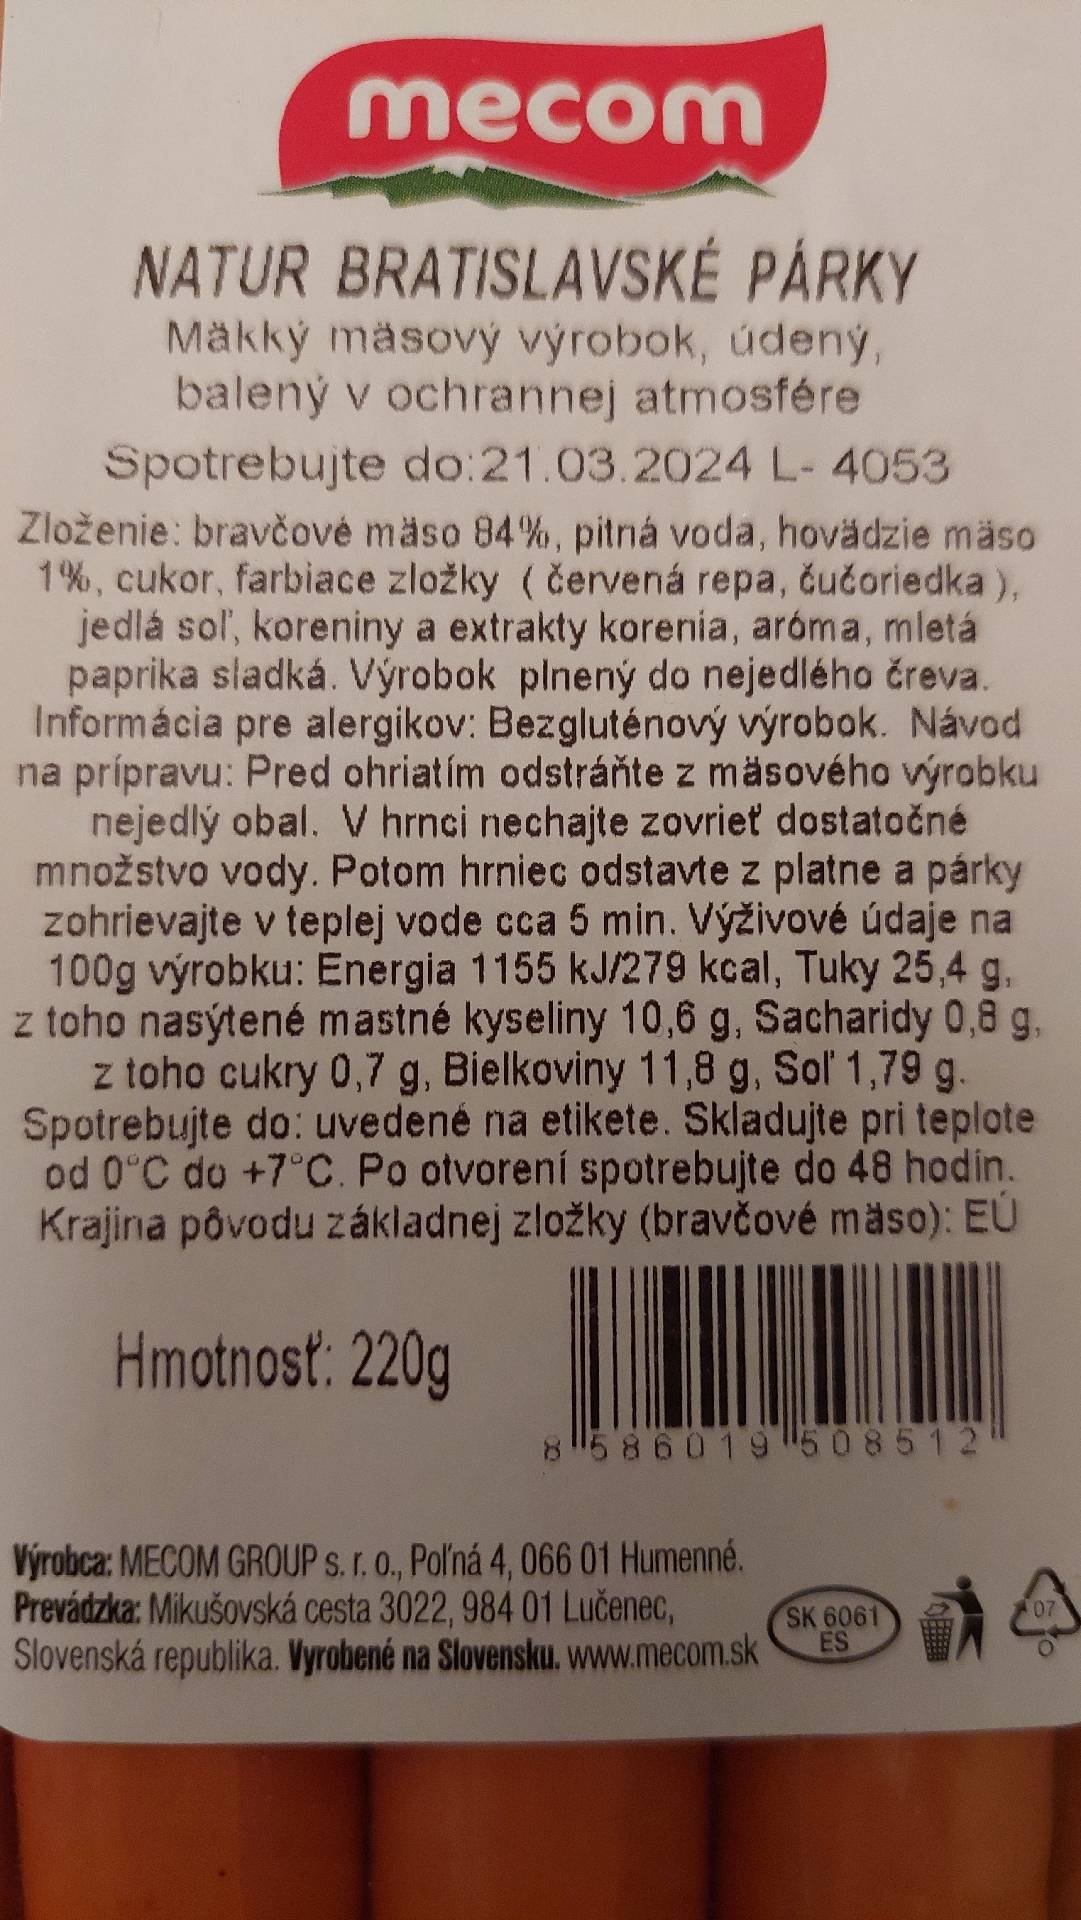 mecom
NATUR BRATISLAVSKÉ PÁRKY
Mäkký mäsový výrobok, údený,
balený v ochrannej atmosfére
Spotrebujte do:21.03.2024 L- 4053
Zloženie: bravčové mäso 84%, pitná voda, hovädzie mäso
1%, cukor, farbiace zložky ( červená repa, čučoriedka ),
jedlá soľ, koreniny a extrakty korenia, aróma, mletá
paprika sladká. Výrobok plnený do nejedlého čreva.
Informácia pre alergikov: Bezgluténový výrobok. Návod
na prípravu: Pred ohriatím odstráňte z mäsového výrobku
nejedlý obal. V hrnci nechajte zovrieť dostatočné
množstvo vody. Potom hrniec odstavte z platne a párky
zohrievajte v teplej vode cca 5 min. Výživové údaje na
100g výrobku: Energia 1155 kJ/279 kcal, Tuky 25,4 g,
z toho nasýtené mastné kyseliny 10,6 g, Sacharidy 0,8 g,
z toho cukry 0,7 g, Bielkoviny 11,8 g, Soľ 1,79 g.
Spotrebujte do: uvedené na etikete. Skladujte pri teplote
od 0°C do +7°C. Po otvorení spotrebujte do 48 hodín.
Krajina pôvodu základnej zložky (bravčové mäso): EÚ
Hmotnosť: 220g
8 586019 508512
Výrobca: MECOM GROUP s. r. o., Poľná 4, 066 01 Humenné.
Prevádzka: Mikušovská cesta 3022, 984 01 Lučenec,
Slovenská republika. Vyrobené na Slovensku. www.mecom.sk
SK 6061
ES
07
O